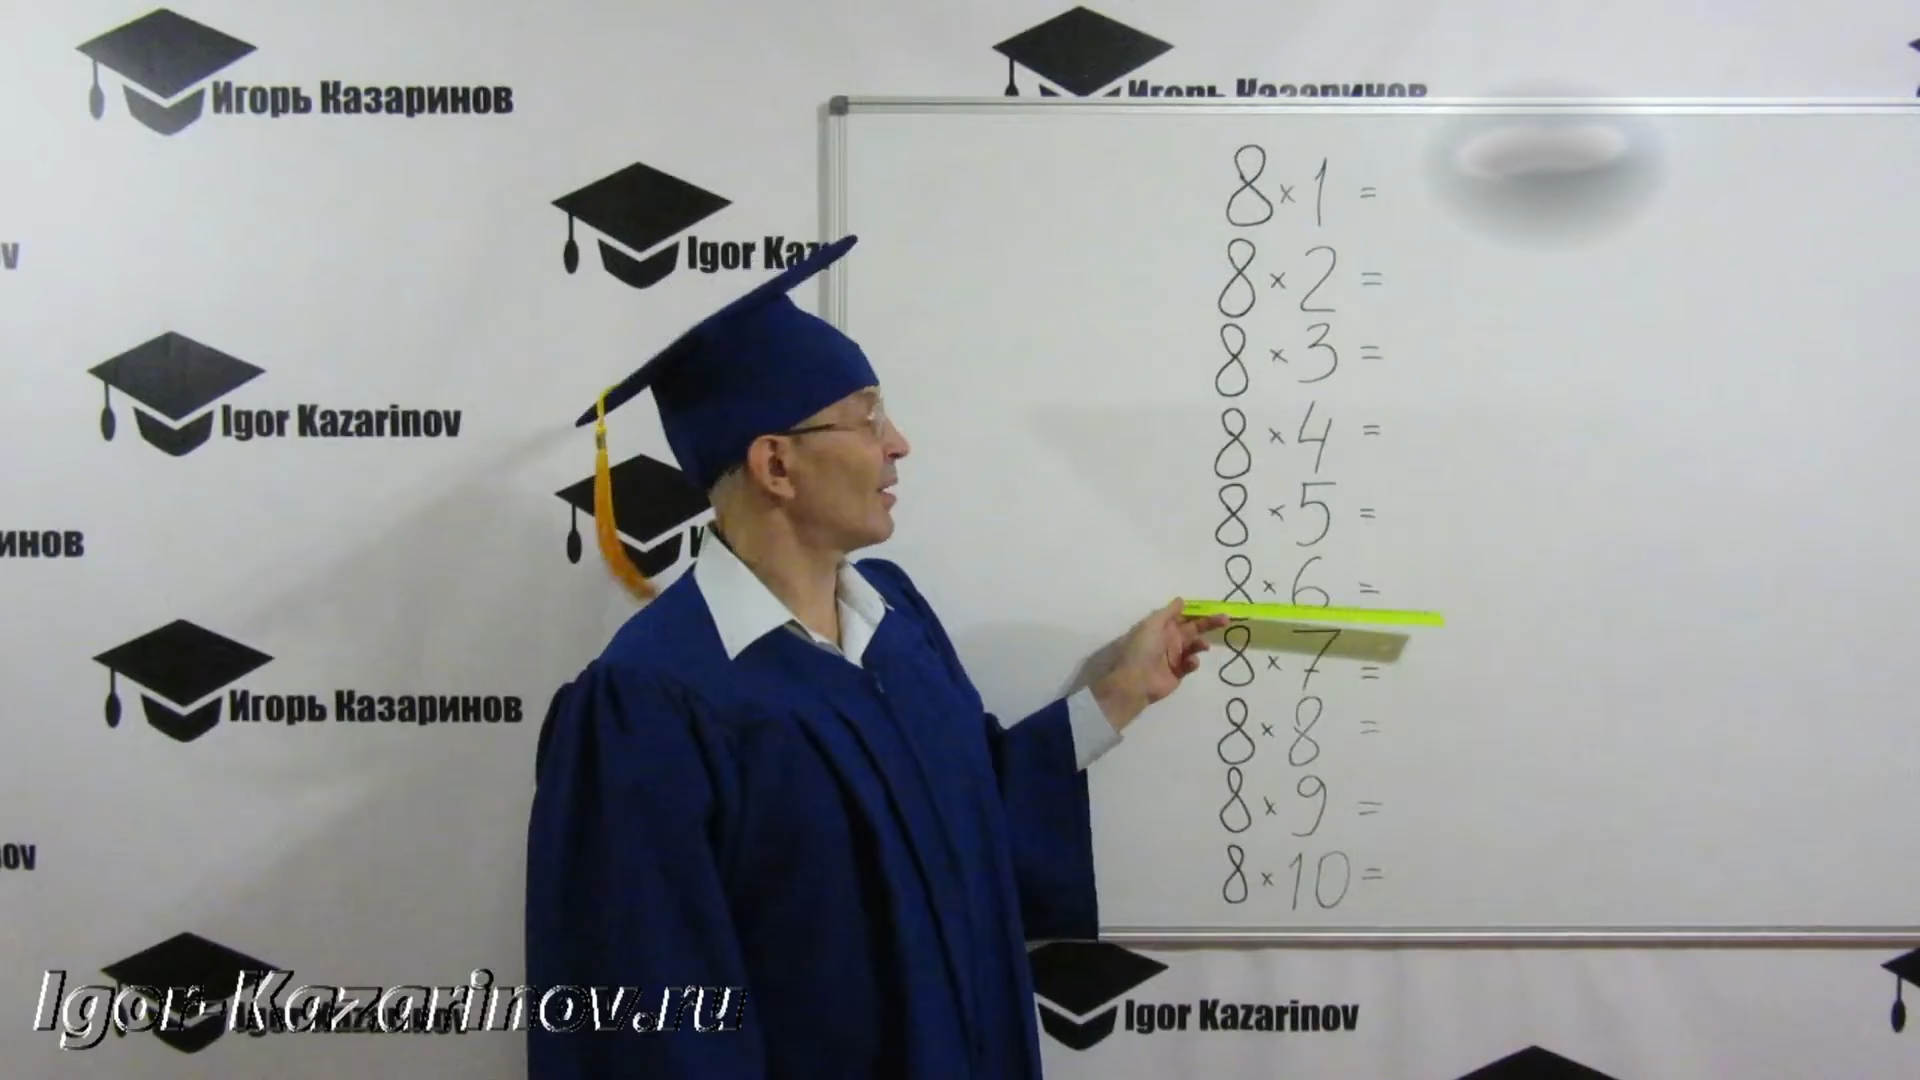 Игорь Казаринов
Игорь Казаринов
Igor
Igor Kazarinov
инов
Игорь Казаринов
Igor Kazarinov
Igor-Kazarinov.ru
8 × 1 =
8 × 2 =
8 × 3 =
8 × 4 =
8 × 5 =
8 × 6 =
8 × 7 =
8 × 8 =
8 × 9 =
8 × 10 =
Igor Kazarinov